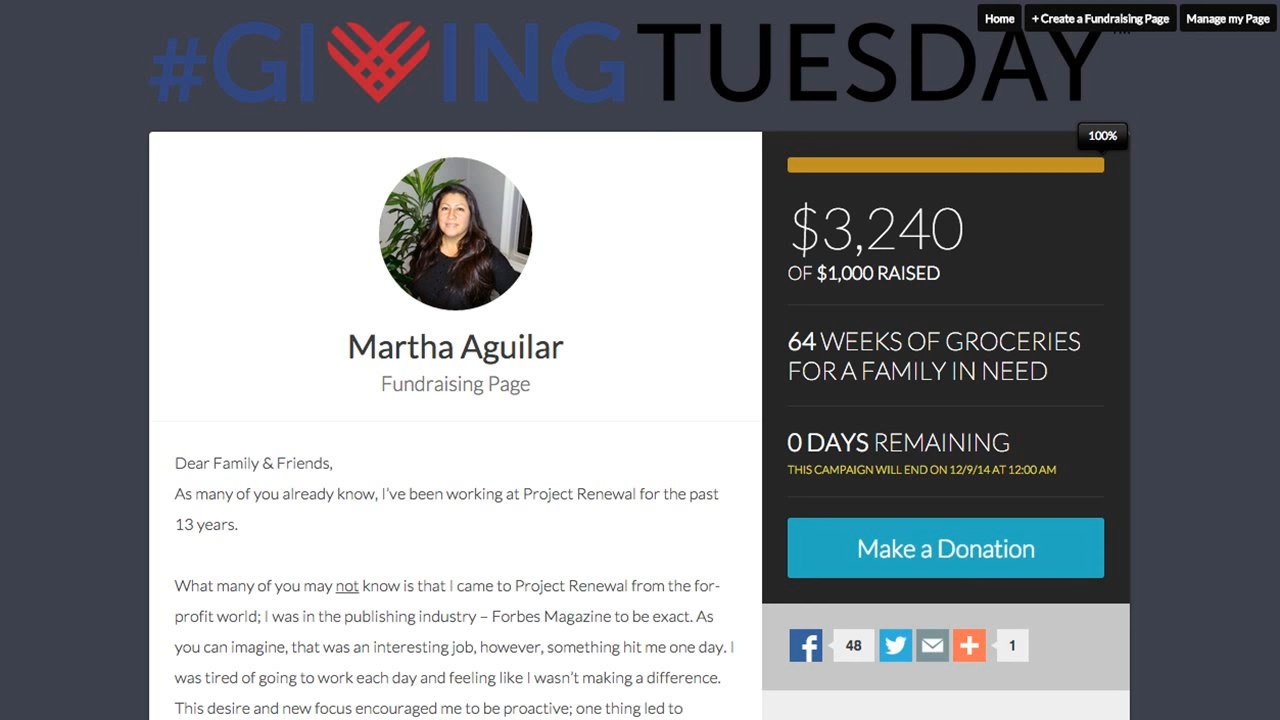 Home
+ Create a Fundraising Page
Manage my Page
#GIVING TUESDAY
100%
Martha Aguilar
Fundraising Page
Dear Family & Friends,
As many of you already know, I’ve been working at Project Renewal for the past
13 years.
What many of you may not know is that I came to Project Renewal from the for-
profit world; I was in the publishing industry – Forbes Magazine to be exact. As
you can imagine, that was an interesting job, however, something hit me one day. I
was tired of going to work each day and feeling like I wasn’t making a difference.
This desire and new focus encouraged me to be proactive; one thing led to
$3,240
OF $1,000 RAISED
64 WEEKS OF GROCERIES
FOR A FAMILY IN NEED
0 DAYS REMAINING
THIS CAMPAIGN WILL END ON 12/9/14 AT 12:00 AM
Make a Donation
48
1